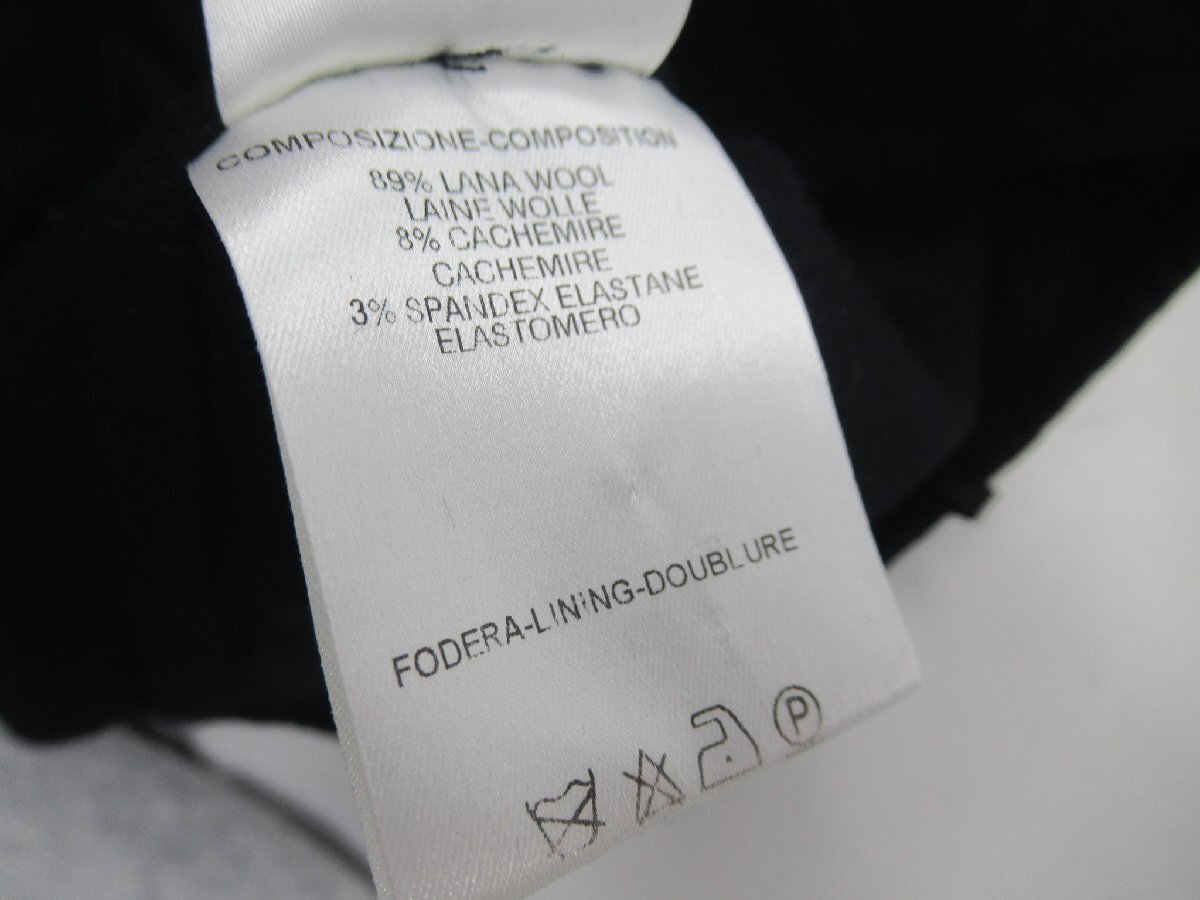 COMPOSIZIONE-COMPOSITION
89% LANA WOOL
LAINE WOLLE
8% CACHEMIRE
CACHEMIRE
3% SPANDEX ELASTANE
ELASTOMERO
FODERA-LINING-DOUBLURE
P